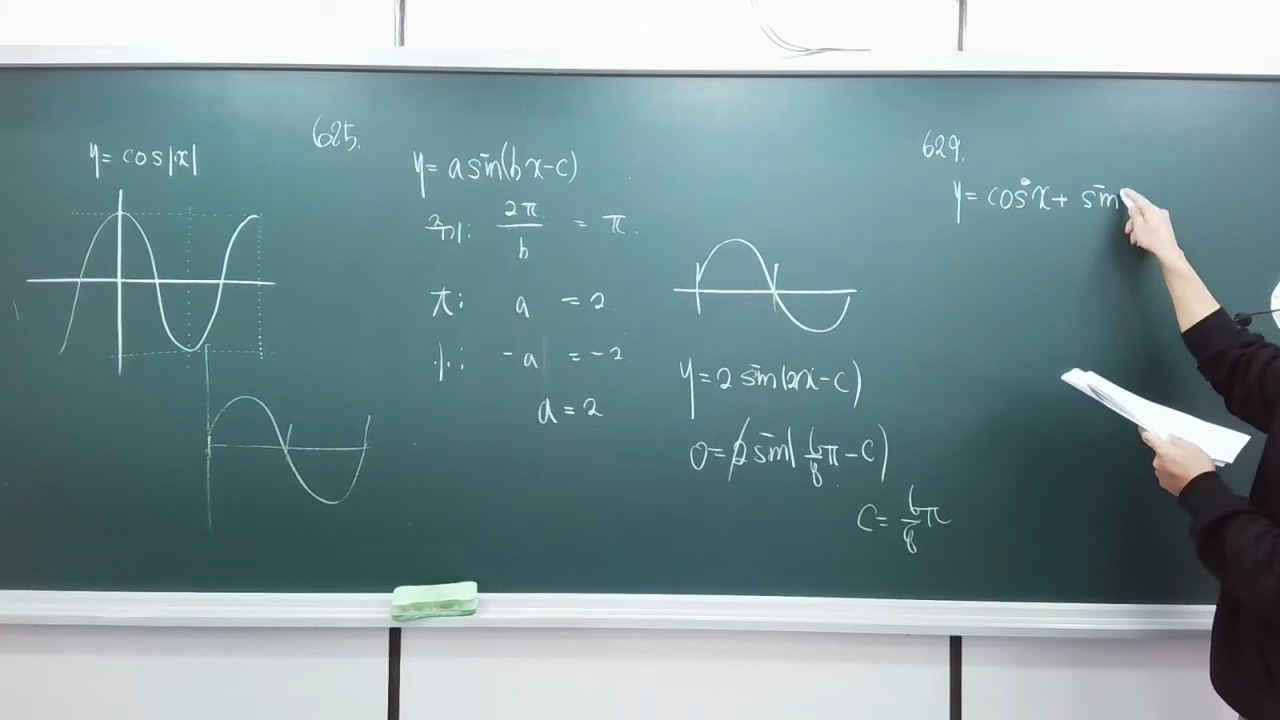 y = cos|x|
625.
y = a sin(bx-c)
주기: 2π/b = π
최: a = 2
-a = -2
a = 2
y = 2 sin(2x-c)
0 = 2 sin(6/8 π - c)
c = 6/8 π
629.
y = cos²x + sin